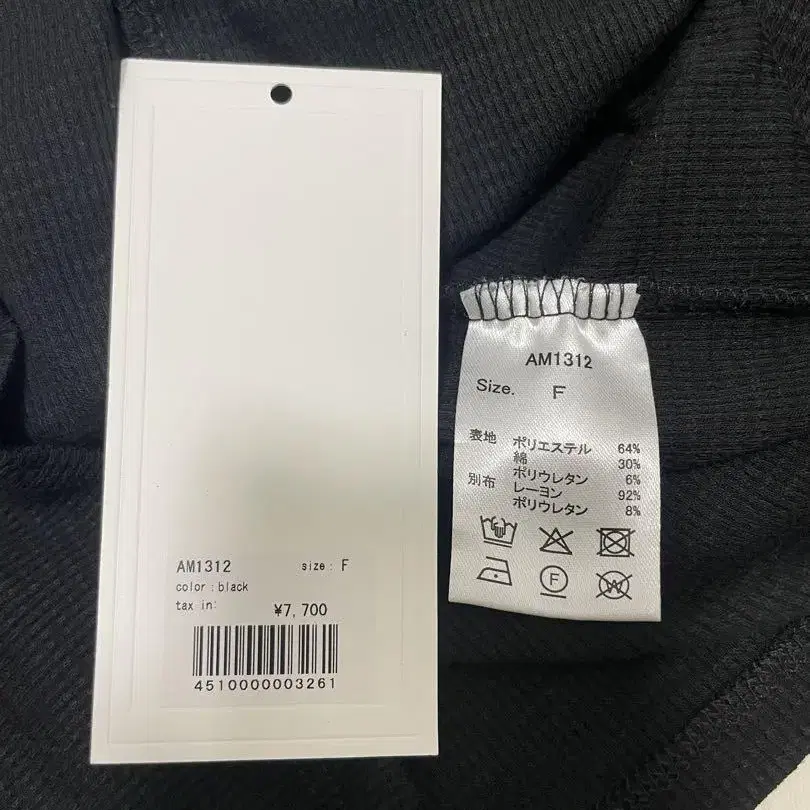 AM1312 size: F
color : black
tax in: ¥7,700
4510000003261
AM1312
Size. F
表地 ポリエステル 64%
綿 30%
ポリウレタン 6%
別布 レーヨン 92%
ポリウレタン 8%
F
W